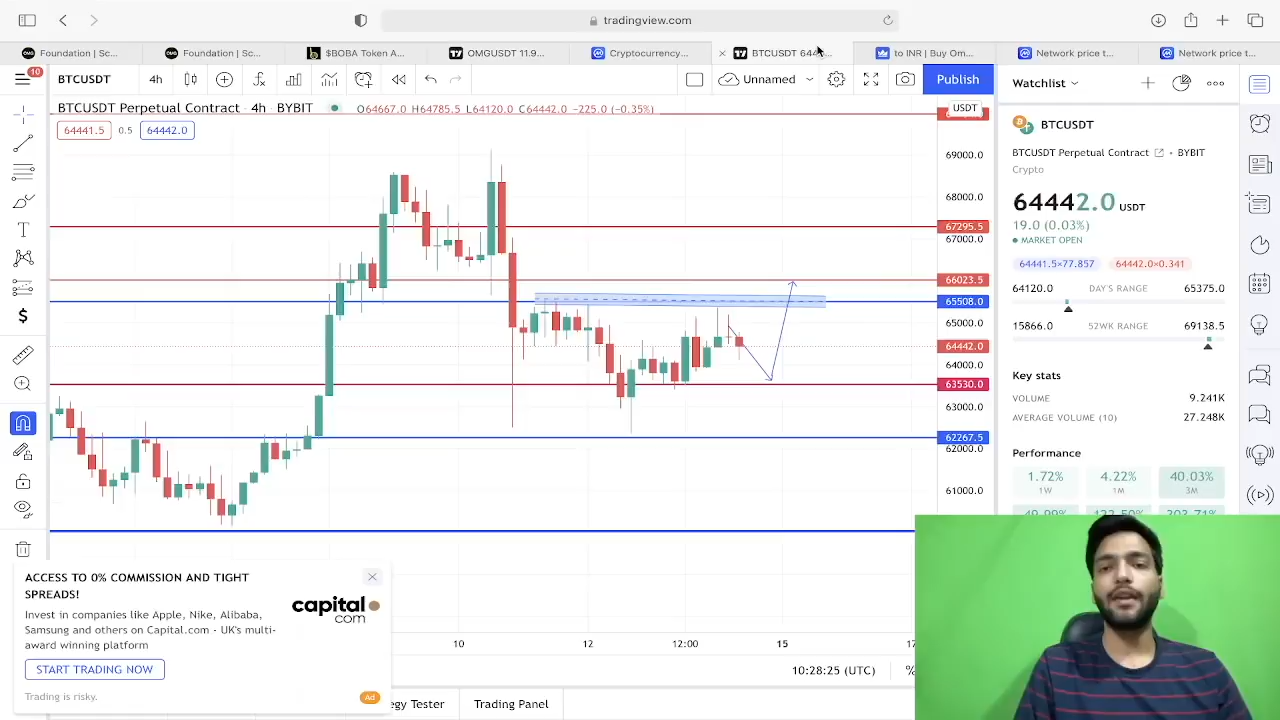 tradingview.com
Foundation | Sc...
Foundation | Sc...
$BOBA Token A...
OMGUSDT 11.9...
Cryptocurrency...
BTCUSDT 644
to INR | Buy Om...
Network price t...
Network price t...
10
BTCUSDT
4h
Unnamed
Publish
Watchlist
BTCUSDT Perpetual Contract · 4h · BYBIT
O64667.0 H64785.5 L64120.0 C64442.0 −225.0 (−0.35%)
USDT
64441.5
0.5
64442.0
69000.0
68000.0
67295.5
67000.0
66023.5
65508.0
65000.0
64442.0
64000.0
63530.0
63000.0
62267.5
62000.0
61000.0
BTCUSDT
BTCUSDT Perpetual Contract • BYBIT
Crypto
64442.0 USDT
19.0 (0.03%)
MARKET OPEN
64441.5×77.857
64442.0×0.341
64120.0 DAY'S RANGE 65375.0
15866.0 52WK RANGE 69138.5
Key stats
VOLUME 9.241K
AVERAGE VOLUME (10) 27.248K
Performance
1.72% 4.22% 40.03%
1W 1M 3M
ACCESS TO 0% COMMISSION AND TIGHT
SPREADS!
Invest in companies like Apple, Nike, Alibaba,
Samsung and others on Capital.com - UK's multi-
award winning platform
capital
com
START TRADING NOW
Trading is risky.
Ad
10
12
12:00
15
10:28:25 (UTC)
%
egy Tester
Trading Panel